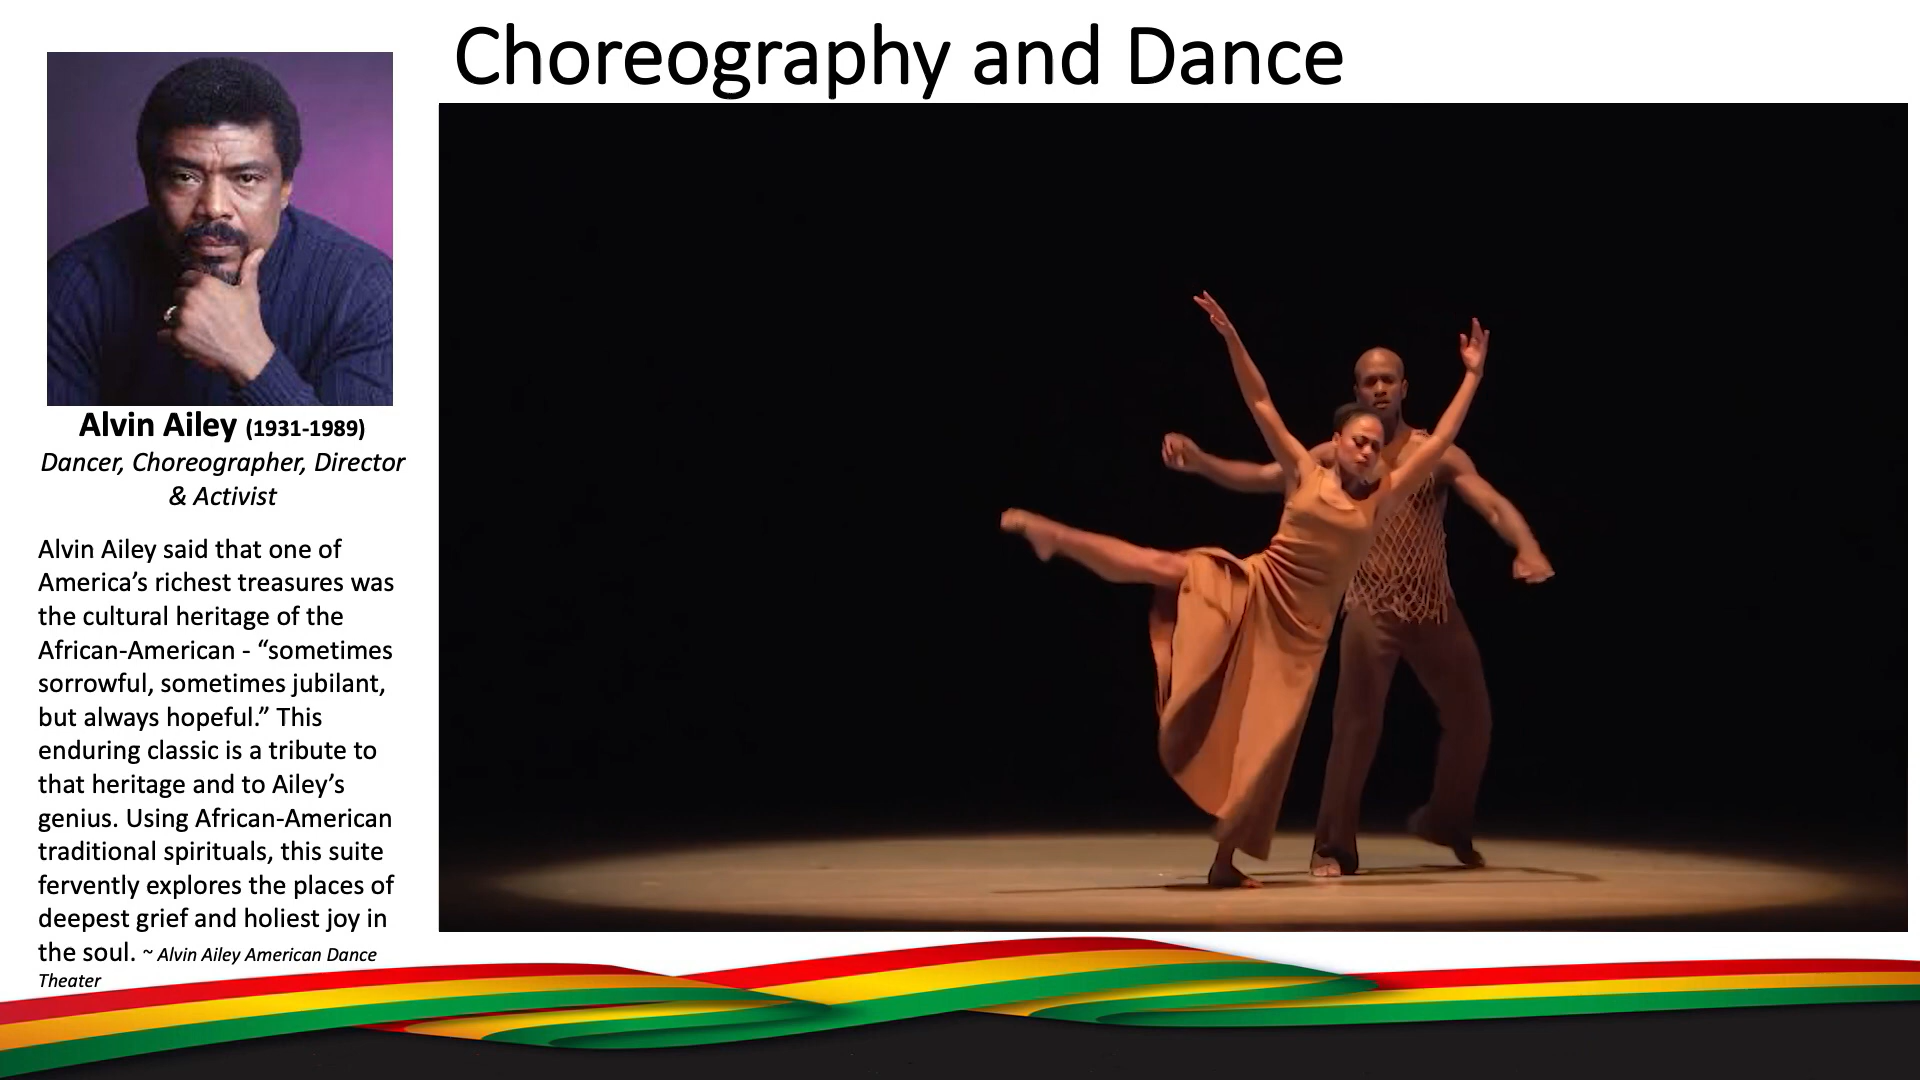 Choreography and Dance
Alvin Ailey (1931-1989)
Dancer, Choreographer, Director
& Activist
Alvin Ailey said that one of
America’s richest treasures was
the cultural heritage of the
African-American - “sometimes
sorrowful, sometimes jubilant,
but always hopeful.” This
enduring classic is a tribute to
that heritage and to Ailey’s
genius. Using African-American
traditional spirituals, this suite
fervently explores the places of
deepest grief and holiest joy in
the soul. ~ Alvin Ailey American Dance
Theater